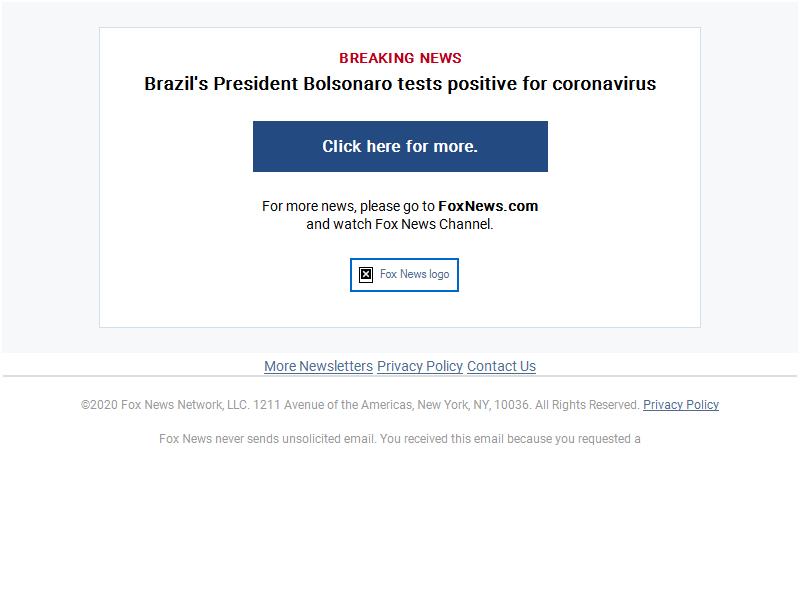 BREAKING NEWS
Brazil's President Bolsonaro tests positive for coronavirus
Click here for more.
For more news, please go to FoxNews.com
and watch Fox News Channel.
Fox News logo
More Newsletters Privacy Policy Contact Us
©2020 Fox News Network, LLC. 1211 Avenue of the Americas, New York, NY, 10036. All Rights Reserved. Privacy Policy
Fox News never sends unsolicited email. You received this email because you requested a